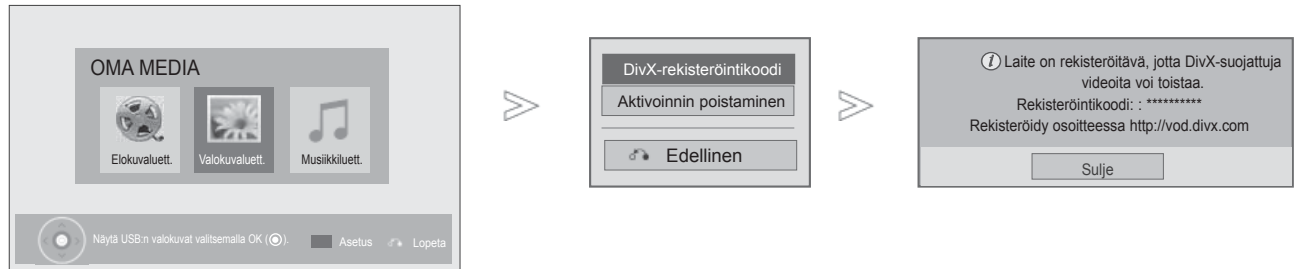 OMA MEDIA
Elokuvaluett.
Valokuvaluett.
Musiikkiluett.
Näytä USB:n valokuvat valitsemalla OK (◉).
Asetus
Lopeta
DivX-rekisteröintikoodi
Aktivoinnin poistaminen
Edellinen
Laite on rekisteröitävä, jotta DivX-suojattuja
videoita voi toistaa.
Rekisteröintikoodi: : **********
Rekisteröidy osoitteessa http://vod.divx.com
Sulje